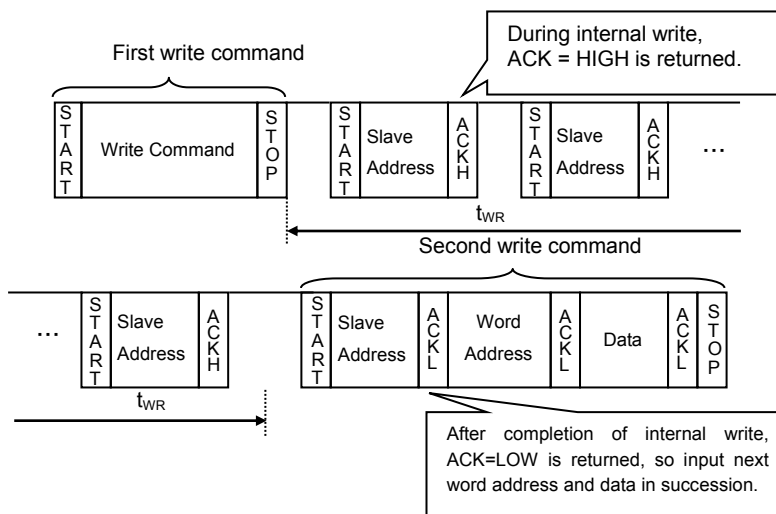 During internal write,
ACK = HIGH is returned.
First write command
START
Write Command
STOP
START
Slave
Address
ACKH
START
Slave
Address
ACKH
...
tWR
Second write command
...
START
Slave
Address
ACKH
START
Slave
Address
ACKL
Word
Address
ACKL
Data
ACKL
STOP
tWR
After completion of internal write,
ACK=LOW is returned, so input next
word address and data in succession.